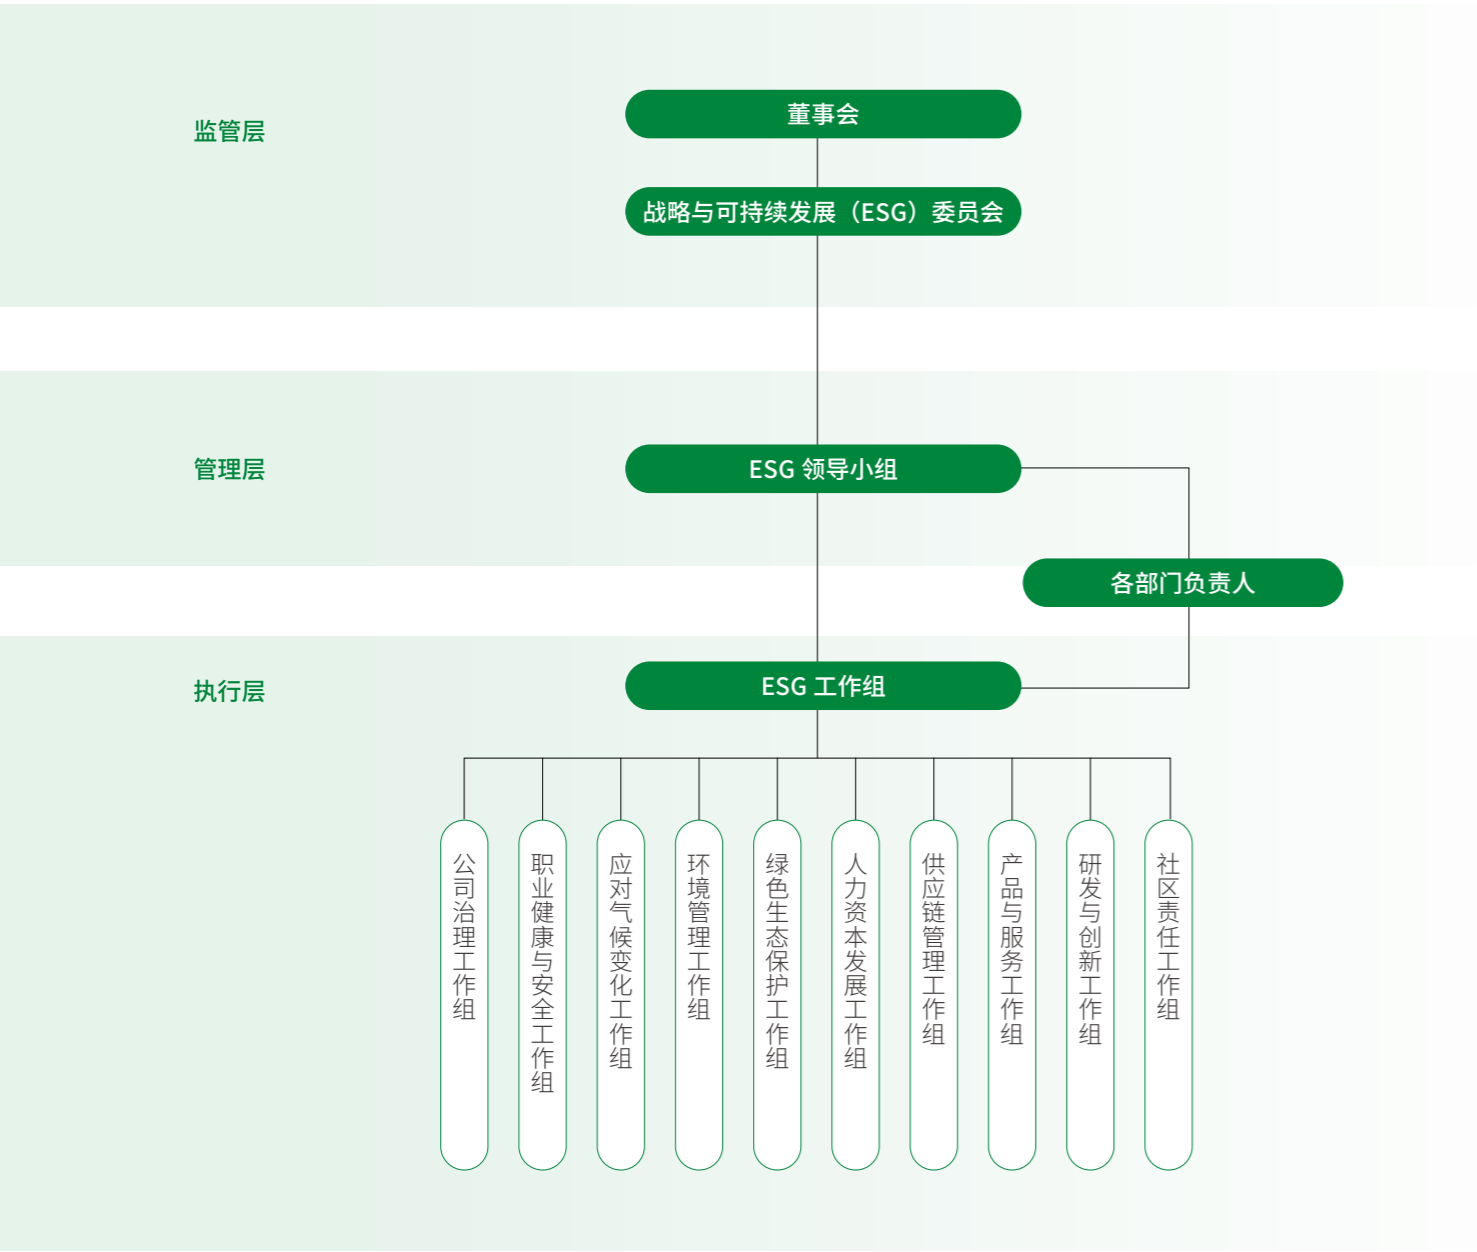 监管层
董事会
战略与可持续发展（ESG）委员会
管理层
ESG 领导小组
各部门负责人
执行层
ESG 工作组
公司治理工作组
职业健康与安全工作组
应对气候变化工作组
环境管理工作组
绿色生态保护工作组
人力资本发展工作组
供应链管理工作组
产品与服务工作组
研发与创新工作组
社区责任工作组